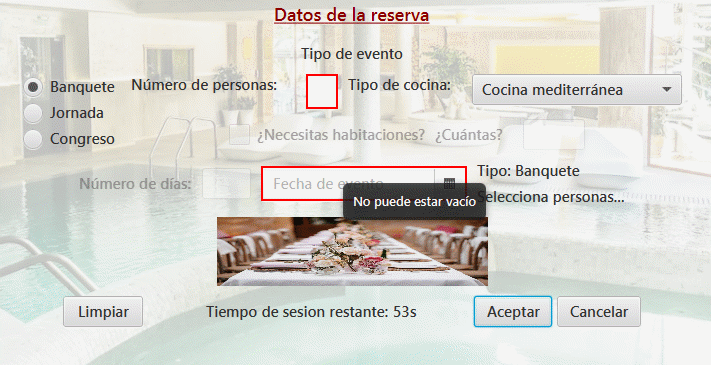 Datos de la reserva
Tipo de evento
Banquete
Número de personas:
Tipo de cocina:
Cocina mediterránea
Jornada
Congreso
¿Necesitas habitaciones? ¿Cuántas?
Número de días:
Fecha de evento
Tipo: Banquete
No puede estar vacío
Selecciona personas...
Limpiar
Tiempo de sesion restante: 53s
Aceptar
Cancelar